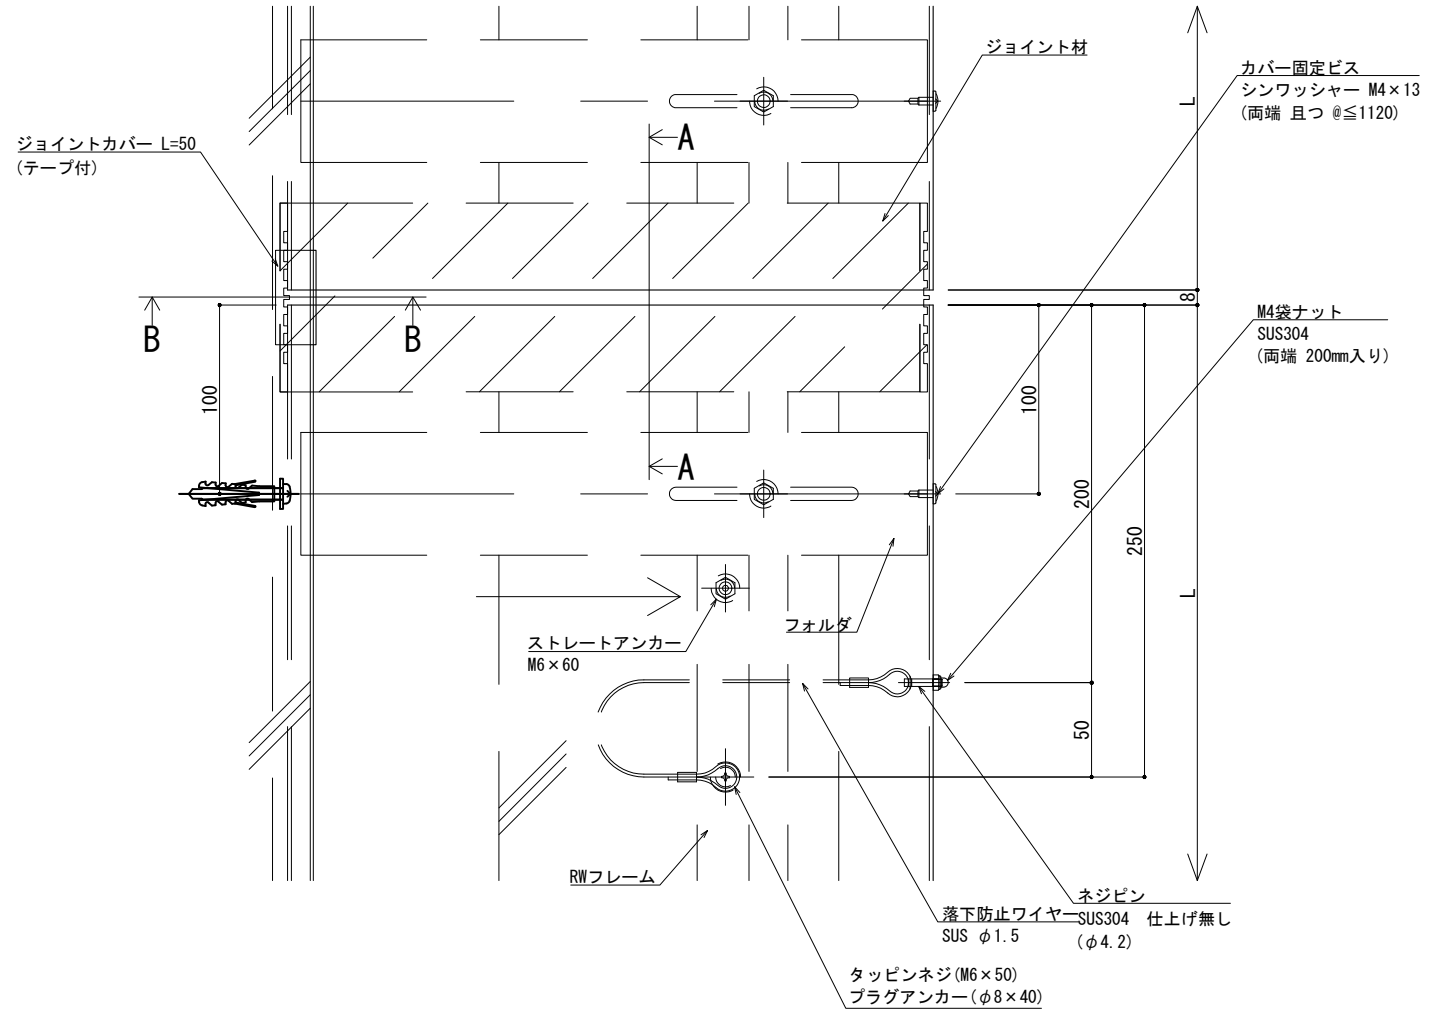 ジョイント材
カバー固定ビス
シンワッシャー M4×13
(両端 且つ @≦1120)
L
A
ジョイントカバー L=50
(テープ付)
8
B
B
M4袋ナット
SUS304
(両端 200mm入り)
100
100
A
200
250
L
フォルダ
ストレートアンカー
M6×60
50
RWフレーム
ネジピン
SUS304 仕上げ無し
(φ4.2)
落下防止ワイヤー
SUS φ1.5
タッピンネジ(M6×50)
プラグアンカー(φ8×40)